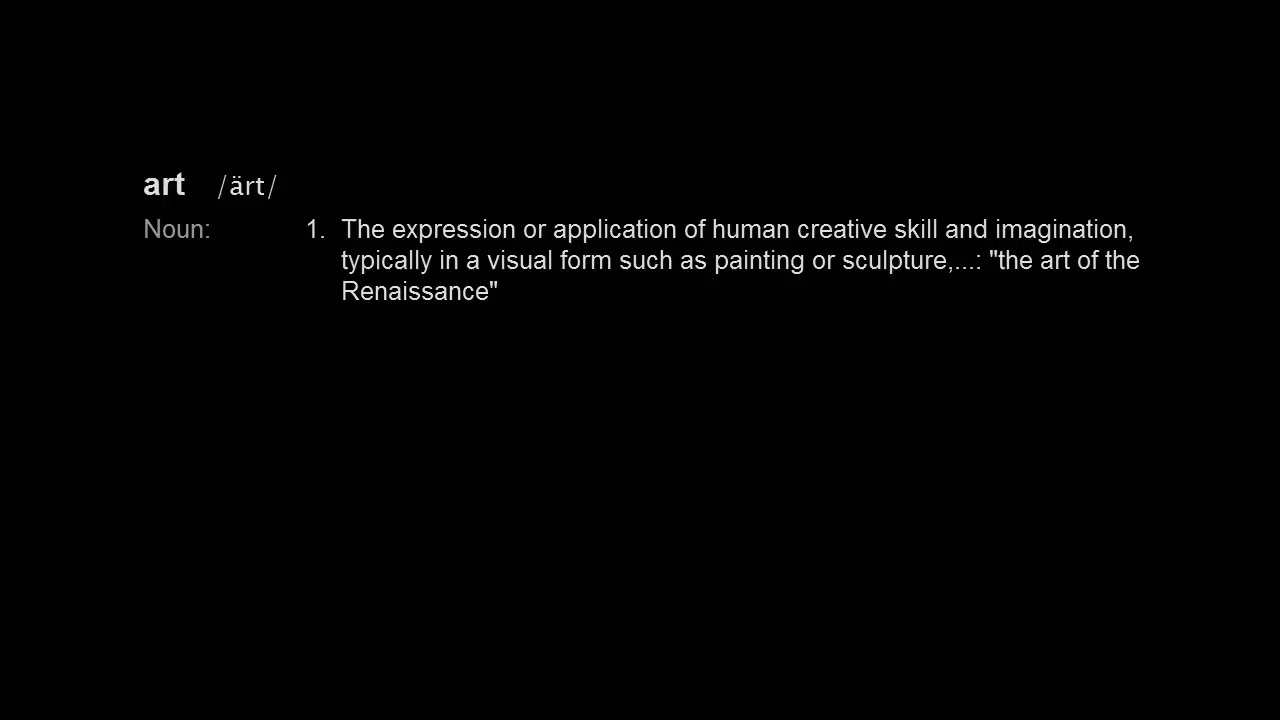 art /ärt/
Noun: 1. The expression or application of human creative skill and imagination,
typically in a visual form such as painting or sculpture,...: "the art of the
Renaissance"